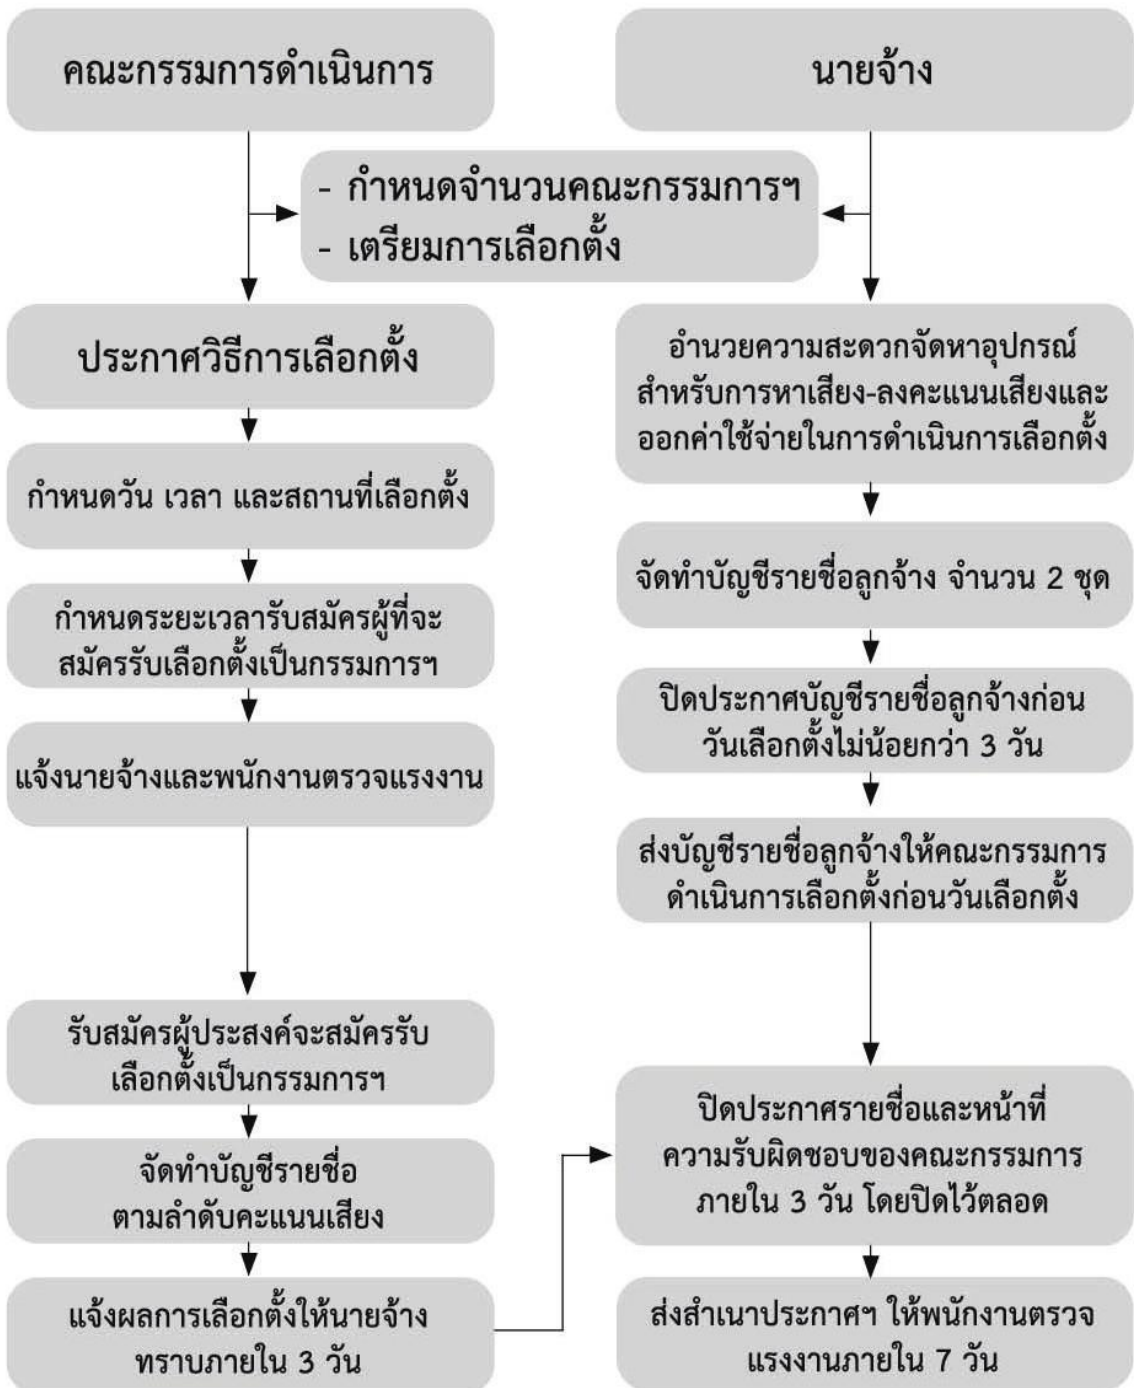 คณะกรรมการดำเนินการ
นายจ้าง
- กำหนดจำนวนคณะกรรมการฯ
- เตรียมการเลือกตั้ง
ประกาศวิธีการเลือกตั้ง
กำหนดวัน เวลา และสถานที่เลือกตั้ง
กำหนดระยะเวลารับสมัครผู้ที่จะ
สมัครรับเลือกตั้งเป็นกรรมการฯ
แจ้งนายจ้างและพนักงานตรวจแรงงาน
รับสมัครผู้ประสงค์จะสมัครรับ
เลือกตั้งเป็นกรรมการฯ
จัดทำบัญชีรายชื่อ
ตามลำดับคะแนนเสียง
แจ้งผลการเลือกตั้งให้นายจ้าง
ทราบภายใน 3 วัน
อำนวยความสะดวกจัดหาอุปกรณ์
สำหรับการหาเสียง-ลงคะแนนเสียงและ
ออกค่าใช้จ่ายในการดำเนินการเลือกตั้ง
จัดทำบัญชีรายชื่อลูกจ้าง จำนวน 2 ชุด
ปิดประกาศบัญชีรายชื่อลูกจ้างก่อน
วันเลือกตั้งไม่น้อยกว่า 3 วัน
ส่งบัญชีรายชื่อลูกจ้างให้คณะกรรมการ
ดำเนินการเลือกตั้งก่อนวันเลือกตั้ง
ปิดประกาศรายชื่อและหน้าที่
ความรับผิดชอบของคณะกรรมการ
ภายใน 3 วัน โดยปิดไว้ตลอด
ส่งสำเนาประกาศฯ ให้พนักงานตรวจ
แรงงานภายใน 7 วัน